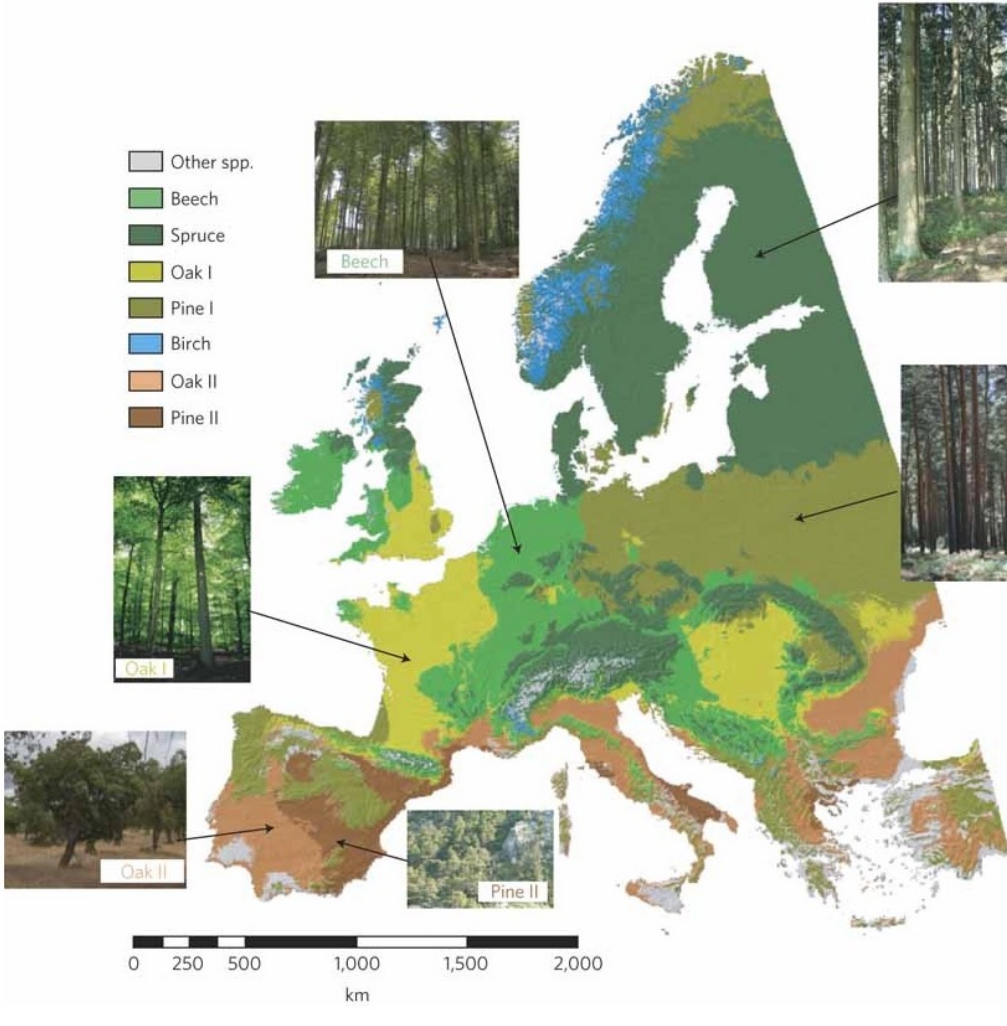 Other spp.
Beech
Spruce
Oak I
Pine I
Birch
Oak II
Pine II
Beech
Oak I
Oak II
Pine II
0 250 500 1,000 1,500 2,000
km